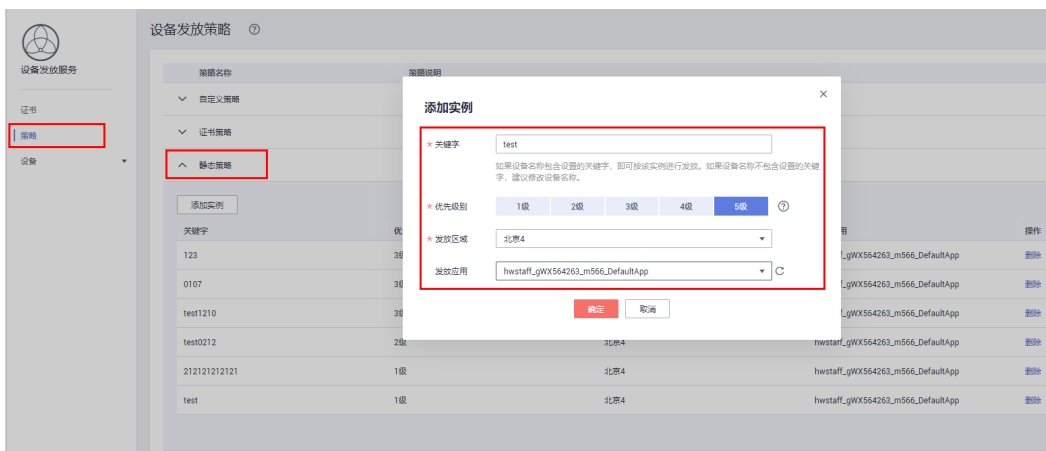 设备发放策略
设备发放服务
证书
策略
设备
策略名称 策略说明
自定义策略
证书策略
静态策略
添加实例
关键字 操作
123 删除
0107 删除
test1210 删除
test0212 2级 北京4 hwstaff_gWX564263_m566_DefaultApp 删除
212121212121 1级 北京4 hwstaff_gWX564263_m566_DefaultApp 删除
test 1级 北京4 hwstaff_gWX564263_m566_DefaultApp 删除
添加实例
* 关键字 test
如果设备名称包含设置的关键字，即可按该实例进行发放。如果设备名称不包含设置的关键
字，建议修改设备名称。
* 优先级别 1级 2级 3级 4级 5级
* 发放区域 北京4
发放应用 hwstaff_gWX564263_m566_DefaultApp
确定 取消